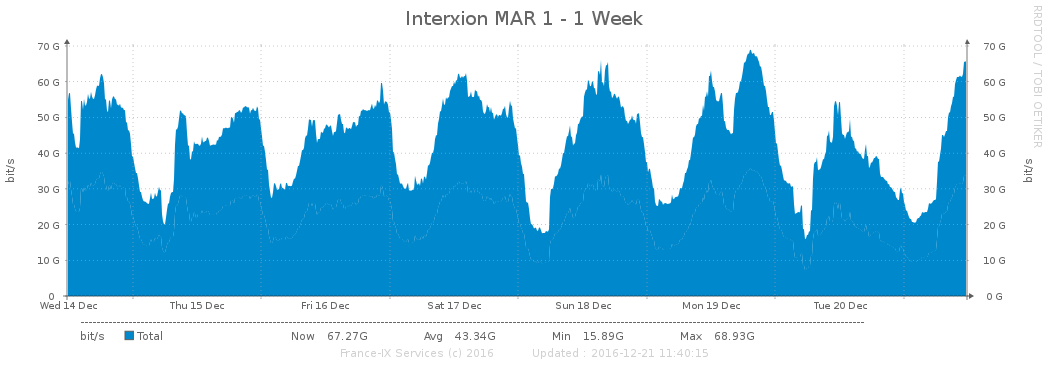 Interxion MAR 1 - 1 Week
RRDTOOL / TOBI OETIKER
bit/s
70 G 70 G
60 G 60 G
50 G 50 G
40 G 40 G
30 G 30 G
20 G 20 G
10 G 10 G
0 0 G
bit/s
Wed 14 Dec Thu 15 Dec Fri 16 Dec Sat 17 Dec Sun 18 Dec Mon 19 Dec Tue 20 Dec
bit/s Total Now 67.27G Avg 43.34G Min 15.89G Max 68.93G
France-IX Services (c) 2016 Updated : 2016-12-21 11:40:15